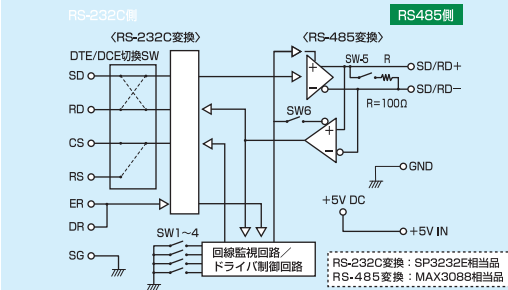 RS-232C側
RS485側
〈RS-232C変換〉
〈RS-485変換〉
DTE/DCE切換SW
SW-5
R
SD
SD/RD+
SD/RD−
RD
R=100Ω
SW6
CS
RS
GND
ER
+5V DC
DR
+5V IN
SW1〜4
SG
回線監視回路/
ドライバ制御回路
RS-232C変換：SP3232E相当品
RS-485変換：MAX3088相当品
+
−
+
−